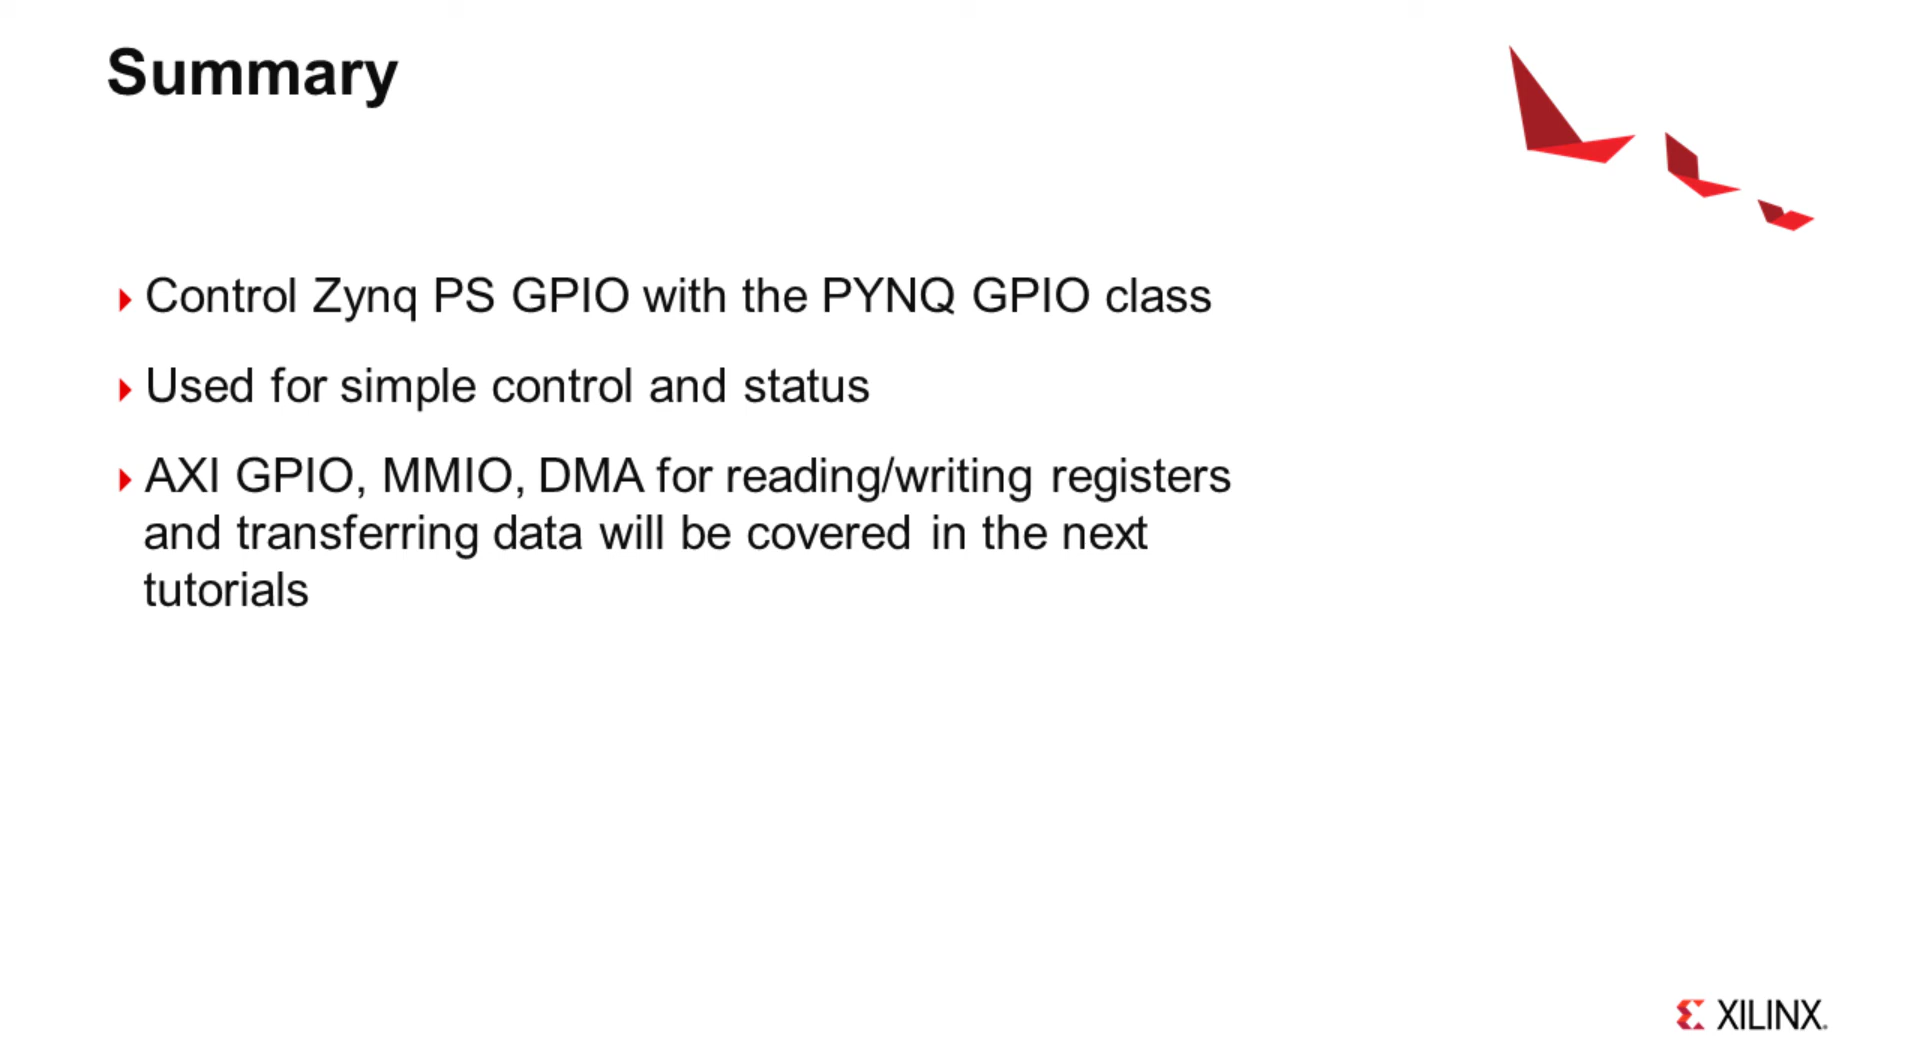 Summary
Control Zynq PS GPIO with the PYNQ GPIO class
Used for simple control and status
AXI GPIO, MMIO, DMA for reading/writing registers
and transferring data will be covered in the next
tutorials
XILINX.